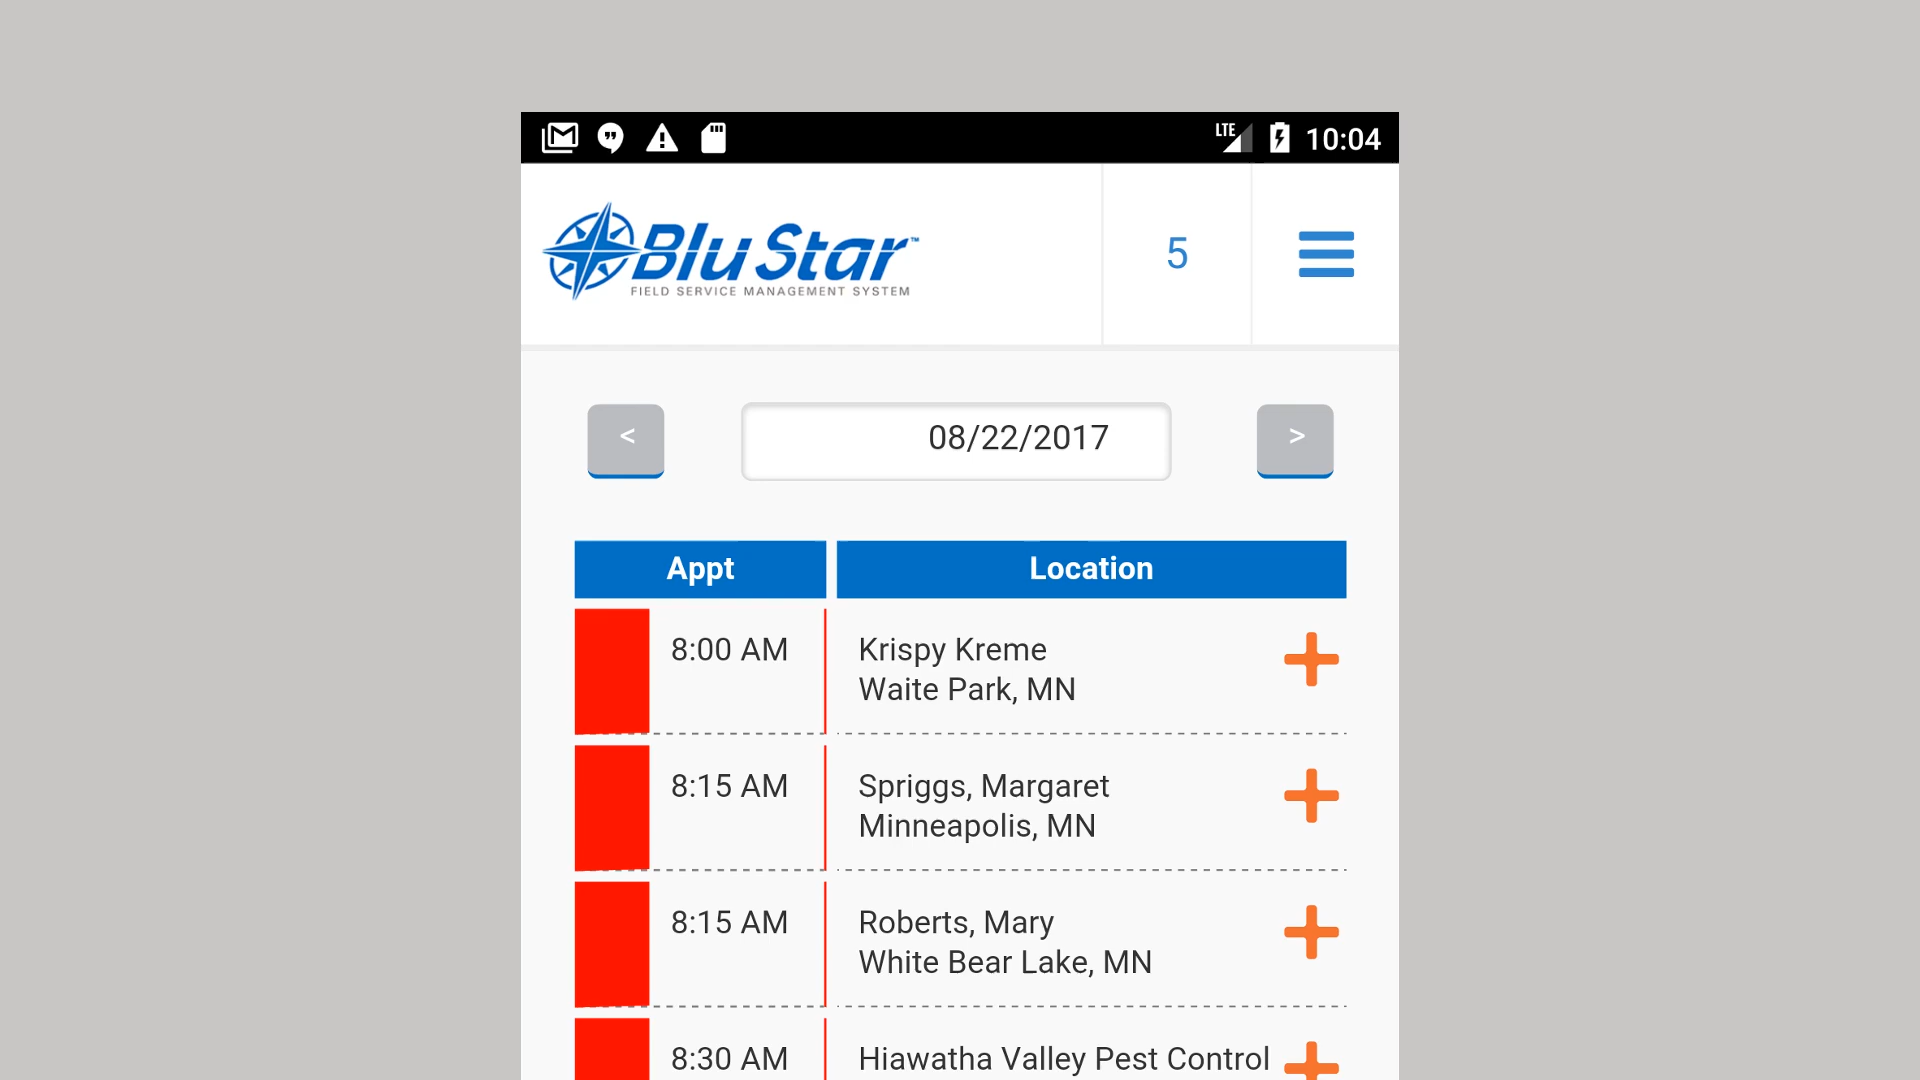 LTE 10:04
Blu Star™
FIELD SERVICE MANAGEMENT SYSTEM
5
< 08/22/2017 >
Appt Location
8:00 AM Krispy Kreme
Waite Park, MN
8:15 AM Spriggs, Margaret
Minneapolis, MN
8:15 AM Roberts, Mary
White Bear Lake, MN
8:30 AM Hiawatha Valley Pest Control